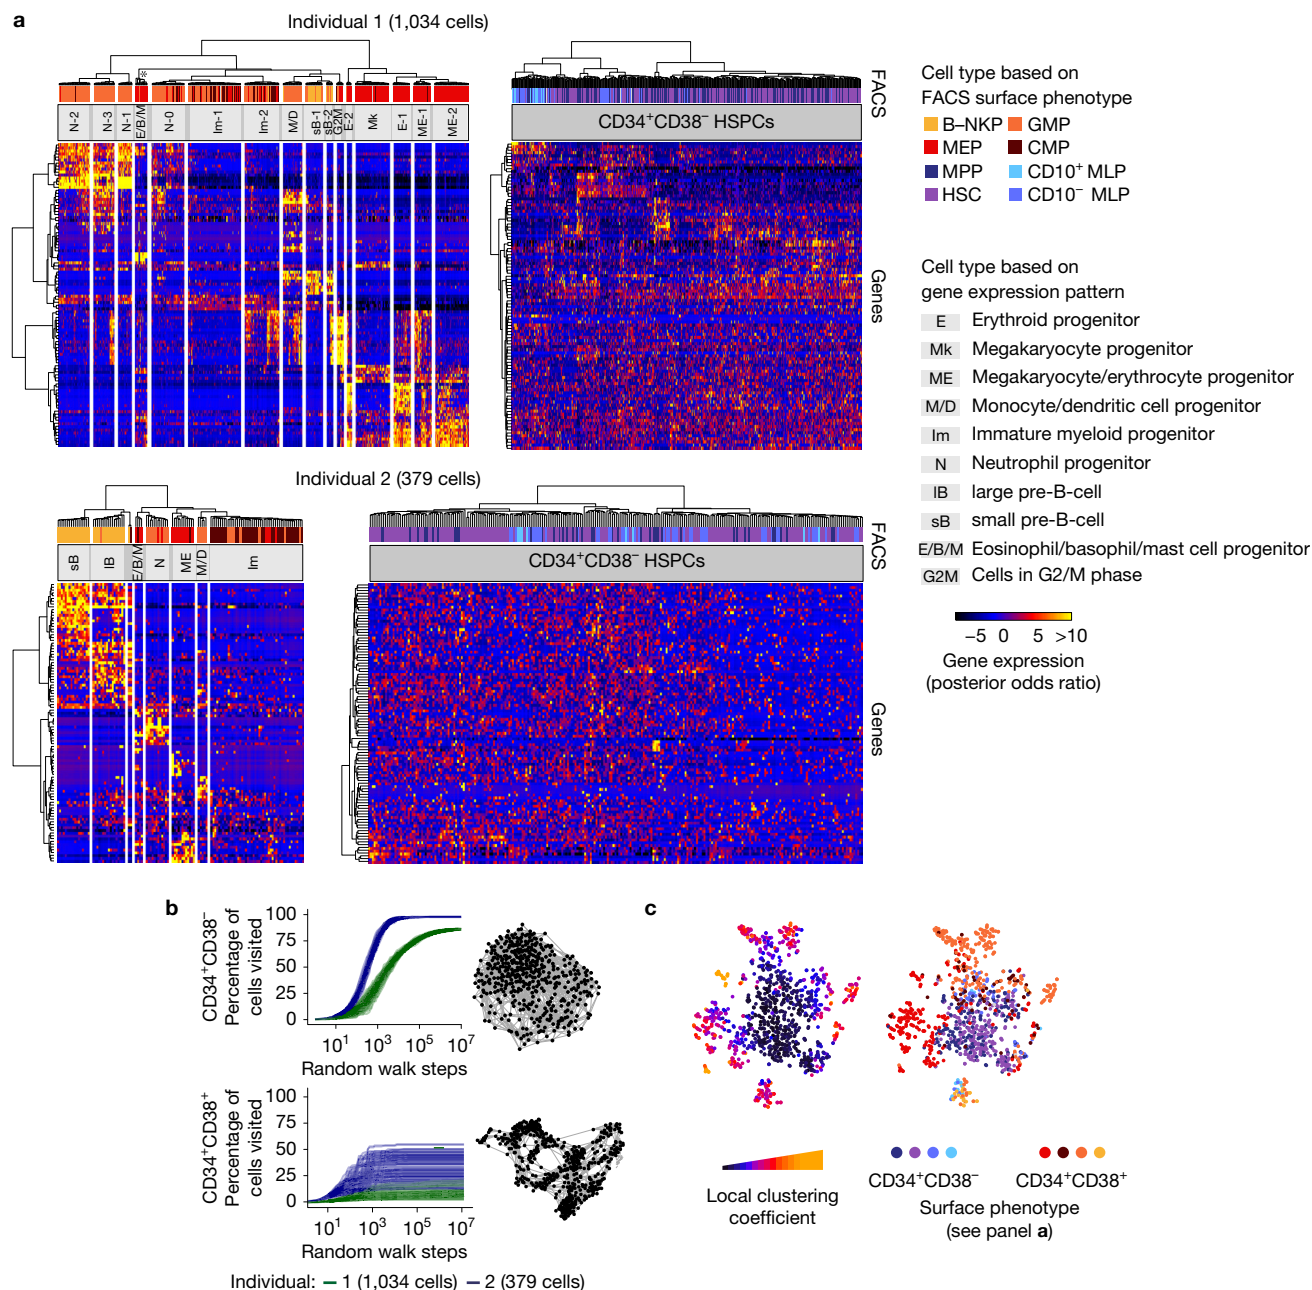 a
Individual 1 (1,034 cells)
*
N-2
N-3
N-1
E/B/M
N-0
Im-1
Im-2
M/D
sB-1
sB-2
G2M
E-2
Mk
E-1
ME-1
ME-2
CD34⁺CD38⁻ HSPCs
FACS
Genes
Cell type based on
FACS surface phenotype
B–NKP
GMP
MEP
CMP
MPP
CD10⁺ MLP
HSC
CD10⁻ MLP
Cell type based on
gene expression pattern
E Erythroid progenitor
Mk Megakaryocyte progenitor
ME Megakaryocyte/erythrocyte progenitor
M/D Monocyte/dendritic cell progenitor
Im Immature myeloid progenitor
N Neutrophil progenitor
lB large pre-B-cell
sB small pre-B-cell
E/B/M Eosinophil/basophil/mast cell progenitor
G2M Cells in G2/M phase
−5 0 5 >10
Gene expression
(posterior odds ratio)
Individual 2 (379 cells)
sB
lB
E/B/M
N
ME
M/D
Im
CD34⁺CD38⁻ HSPCs
FACS
Genes
b
CD34⁺CD38⁻
Percentage of
cells visited
100
75
50
25
0
10¹ 10³ 10⁵ 10⁷
Random walk steps
CD34⁺CD38⁺
Percentage of
cells visited
100
75
50
25
0
10¹ 10³ 10⁵ 10⁷
Random walk steps
Individual: 1 (1,034 cells) 2 (379 cells)
c
Local clustering
coefficient
CD34⁺CD38⁻
CD34⁺CD38⁺
Surface phenotype
(see panel a)